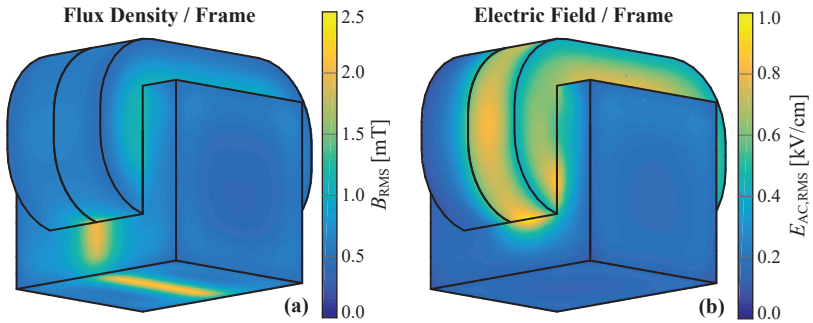 Flux Density / Frame
2.5
2.0
1.5
1.0
0.5
0.0
B_RMS [mT]
(a)
Electric Field / Frame
1.0
0.8
0.6
0.4
0.2
0.0
E_AC,RMS [kV/cm]
(b)